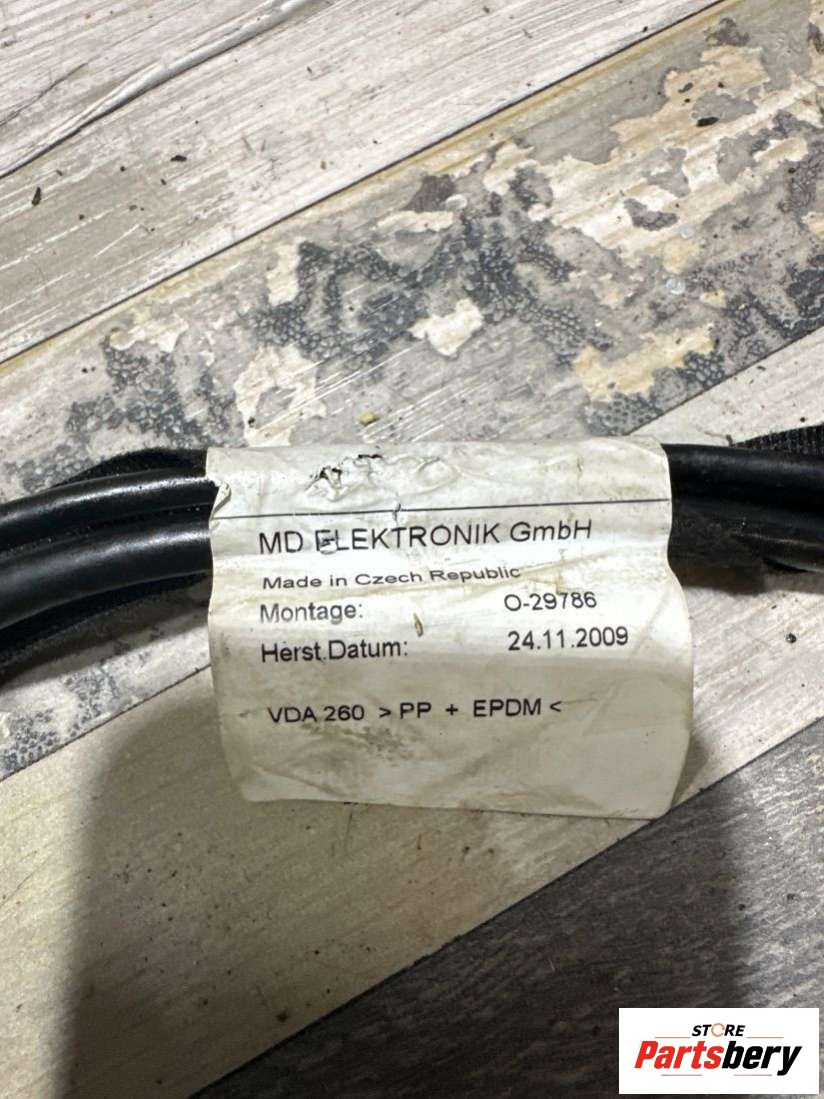 MD ELEKTRONIK GmbH
Made in Czech Republic
Montage: O-29786
Herst.Datum: 24.11.2009
VDA 260 > PP + EPDM <
STORE
Partsbery